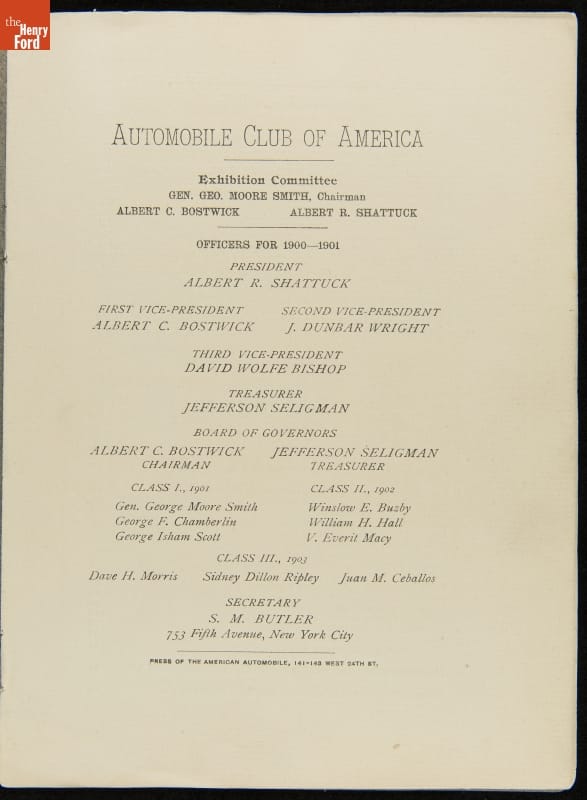 the
Henry
Ford
AUTOMOBILE CLUB OF AMERICA
Exhibition Committee
GEN. GEO. MOORE SMITH, Chairman
ALBERT C. BOSTWICK ALBERT R. SHATTUCK
OFFICERS FOR 1900—1901
PRESIDENT
ALBERT R. SHATTUCK
FIRST VICE-PRESIDENT SECOND VICE-PRESIDENT
ALBERT C. BOSTWICK J. DUNBAR WRIGHT
THIRD VICE-PRESIDENT
DAVID WOLFE BISHOP
TREASURER
JEFFERSON SELIGMAN
BOARD OF GOVERNORS
ALBERT C. BOSTWICK JEFFERSON SELIGMAN
CHAIRMAN TREASURER
CLASS I., 1901 CLASS II., 1902
Gen. George Moore Smith Winslow E. Buzby
George F. Chamberlin William H. Hall
George Isham Scott V. Everit Macy
CLASS III., 1903
Dave H. Morris Sidney Dillon Ripley Juan M. Ceballos
SECRETARY
S. M. BUTLER
753 Fifth Avenue, New York City
PRESS OF THE AMERICAN AUTOMOBILE, 141-143 WEST 24TH ST.